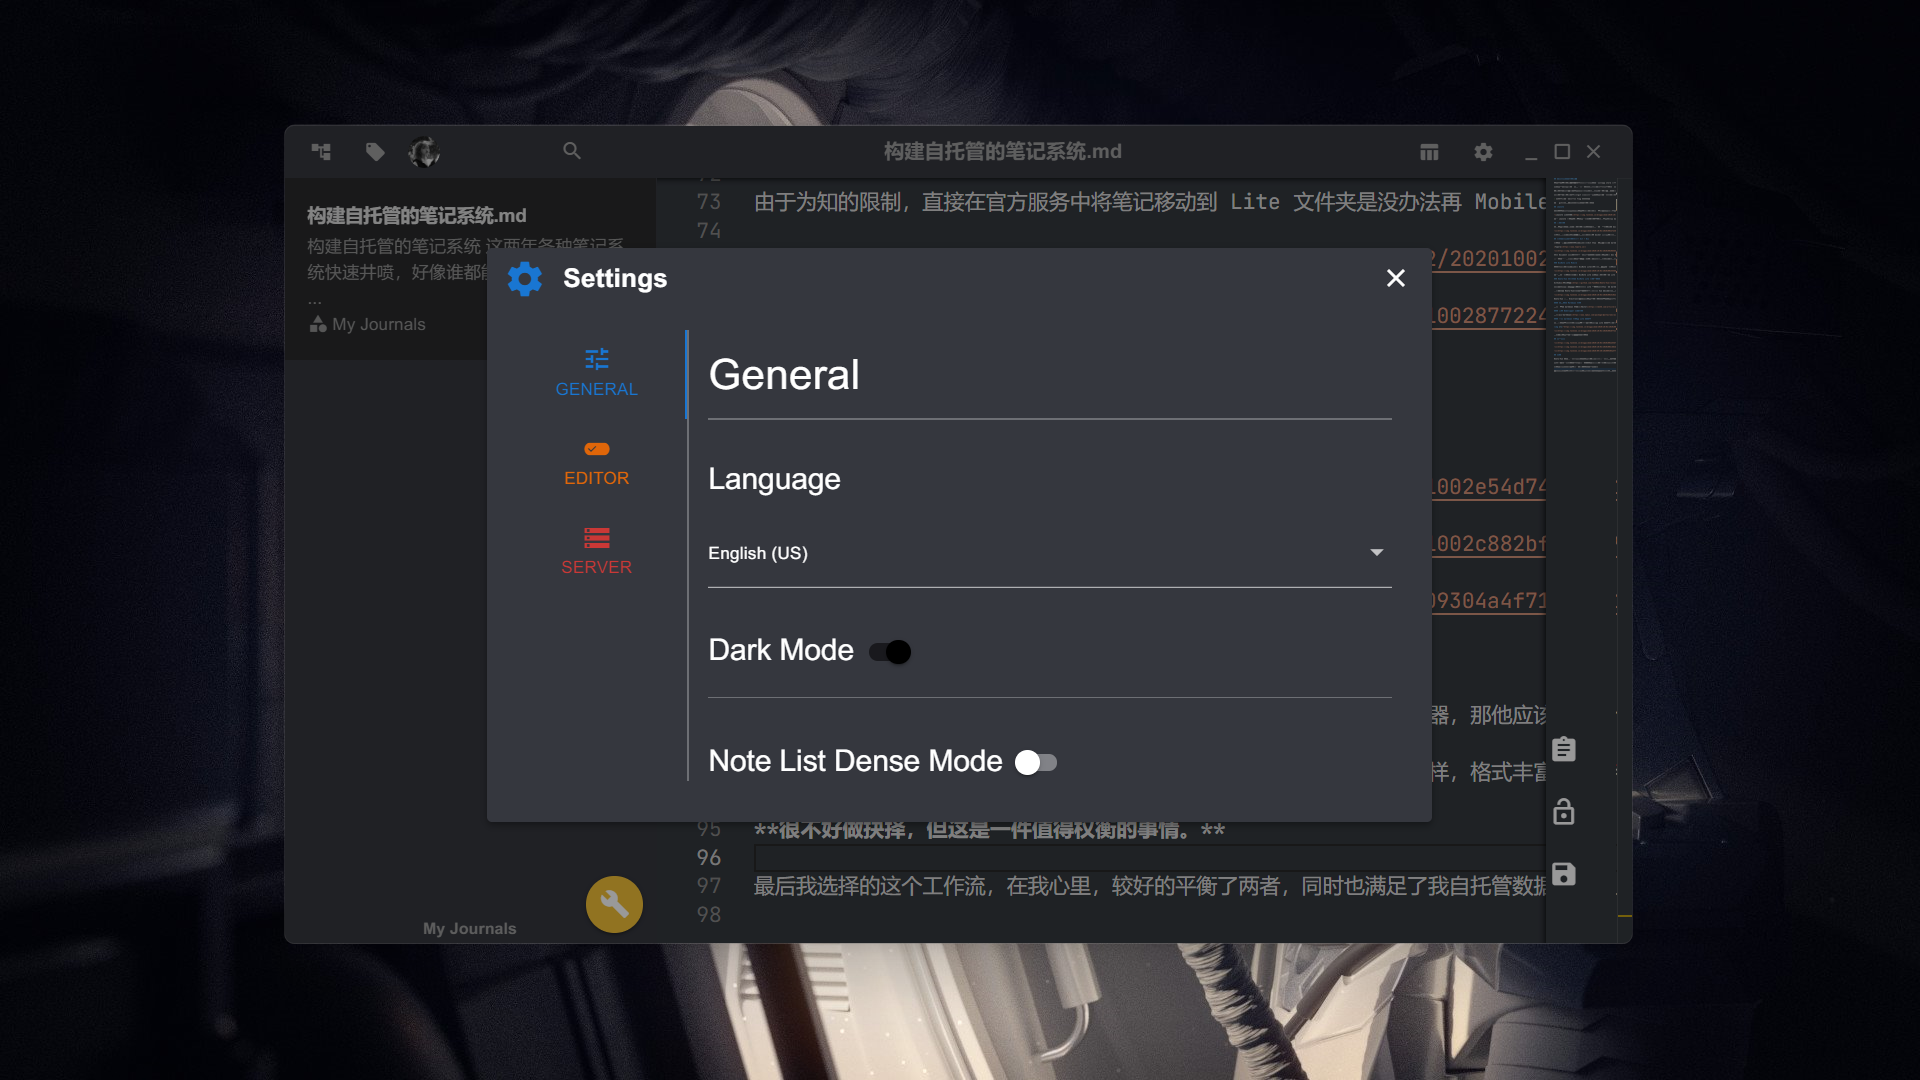 构建自托管的笔记系统.md
构建自托管的笔记系统.md
构建自托管的笔记系统 这两年各种笔记系
统快速井喷，好像谁都
...
My Journals
My Journals
73 由于为知的限制，直接在官方服务中将笔记移动到 Lite 文件夹是没办法再 Mobile
74
2/20201002
1002877224
1002e54d74
1002c882bf
09304a4f71
器，那他应该
样，格式丰富
95 **很不好做抉择，但这是一件值得权衡的事情。**
96
97 最后我选择的这个工作流，在我心里，较好的平衡了两者，同时也满足了我自托管数据
98
Settings
GENERAL
EDITOR
SERVER
General
Language
English (US)
Dark Mode
Note List Dense Mode